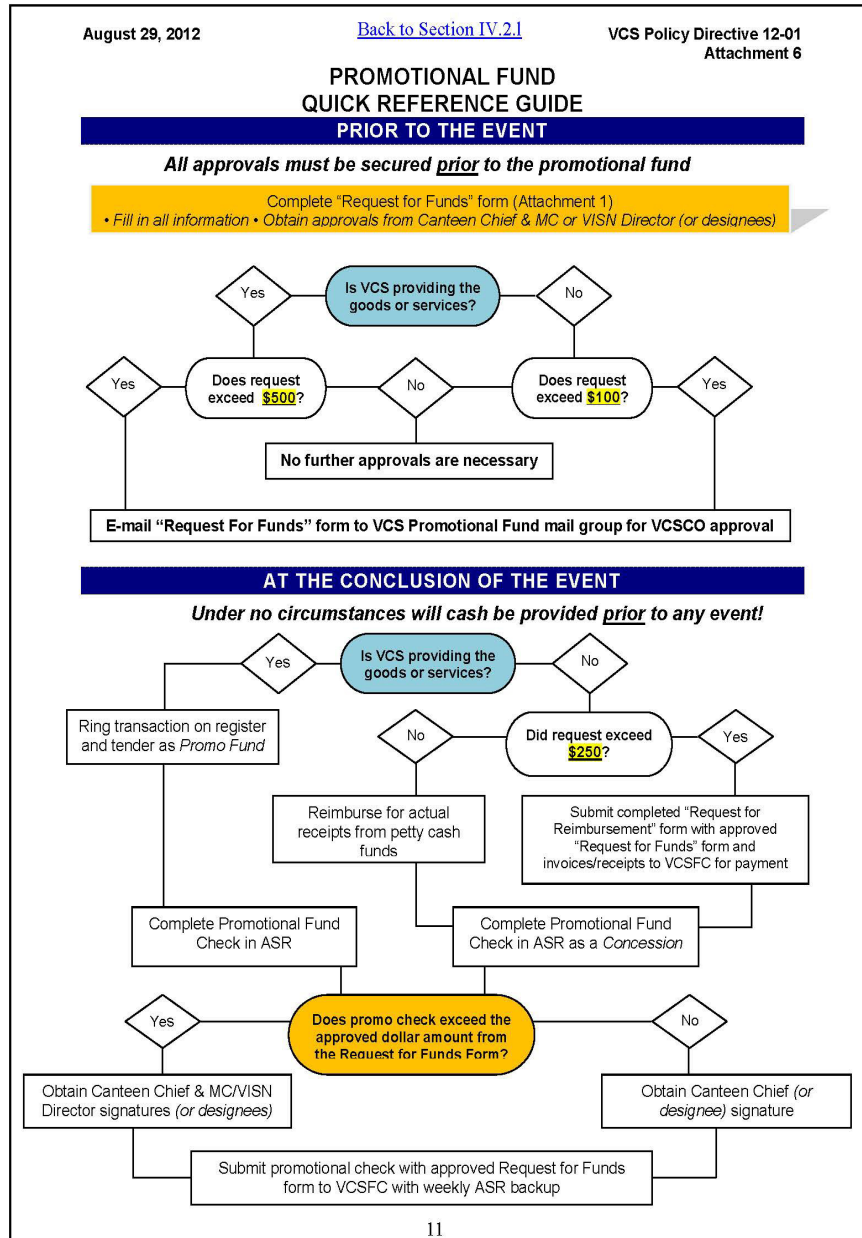 August 29, 2012
Back to Section IV.2.1
VCS Policy Directive 12-01
Attachment 6
PROMOTIONAL FUND
QUICK REFERENCE GUIDE
PRIOR TO THE EVENT
All approvals must be secured prior to the promotional fund
Complete “Request for Funds” form (Attachment 1)
• Fill in all information • Obtain approvals from Canteen Chief & MC or VISN Director (or designees)
Yes
Is VCS providing the
goods or services?
No
Yes
Does request
exceed $500?
No
Does request
exceed $100?
Yes
No further approvals are necessary
E-mail “Request For Funds” form to VCS Promotional Fund mail group for VCSCO approval
AT THE CONCLUSION OF THE EVENT
Under no circumstances will cash be provided prior to any event!
Yes
Is VCS providing the
goods or services?
No
Ring transaction on register
and tender as Promo Fund
No
Did request exceed
$250?
Yes
Reimburse for actual
receipts from petty cash
funds
Submit completed “Request for
Reimbursement” form with approved
“Request for Funds” form and
invoices/receipts to VCSFC for payment
Complete Promotional Fund
Check in ASR
Complete Promotional Fund
Check in ASR as a Concession
Yes
Does promo check exceed the
approved dollar amount from
the Request for Funds Form?
No
Obtain Canteen Chief & MC/VISN
Director signatures (or designees)
Obtain Canteen Chief (or
designee) signature
Submit promotional check with approved Request for Funds
form to VCSFC with weekly ASR backup
11